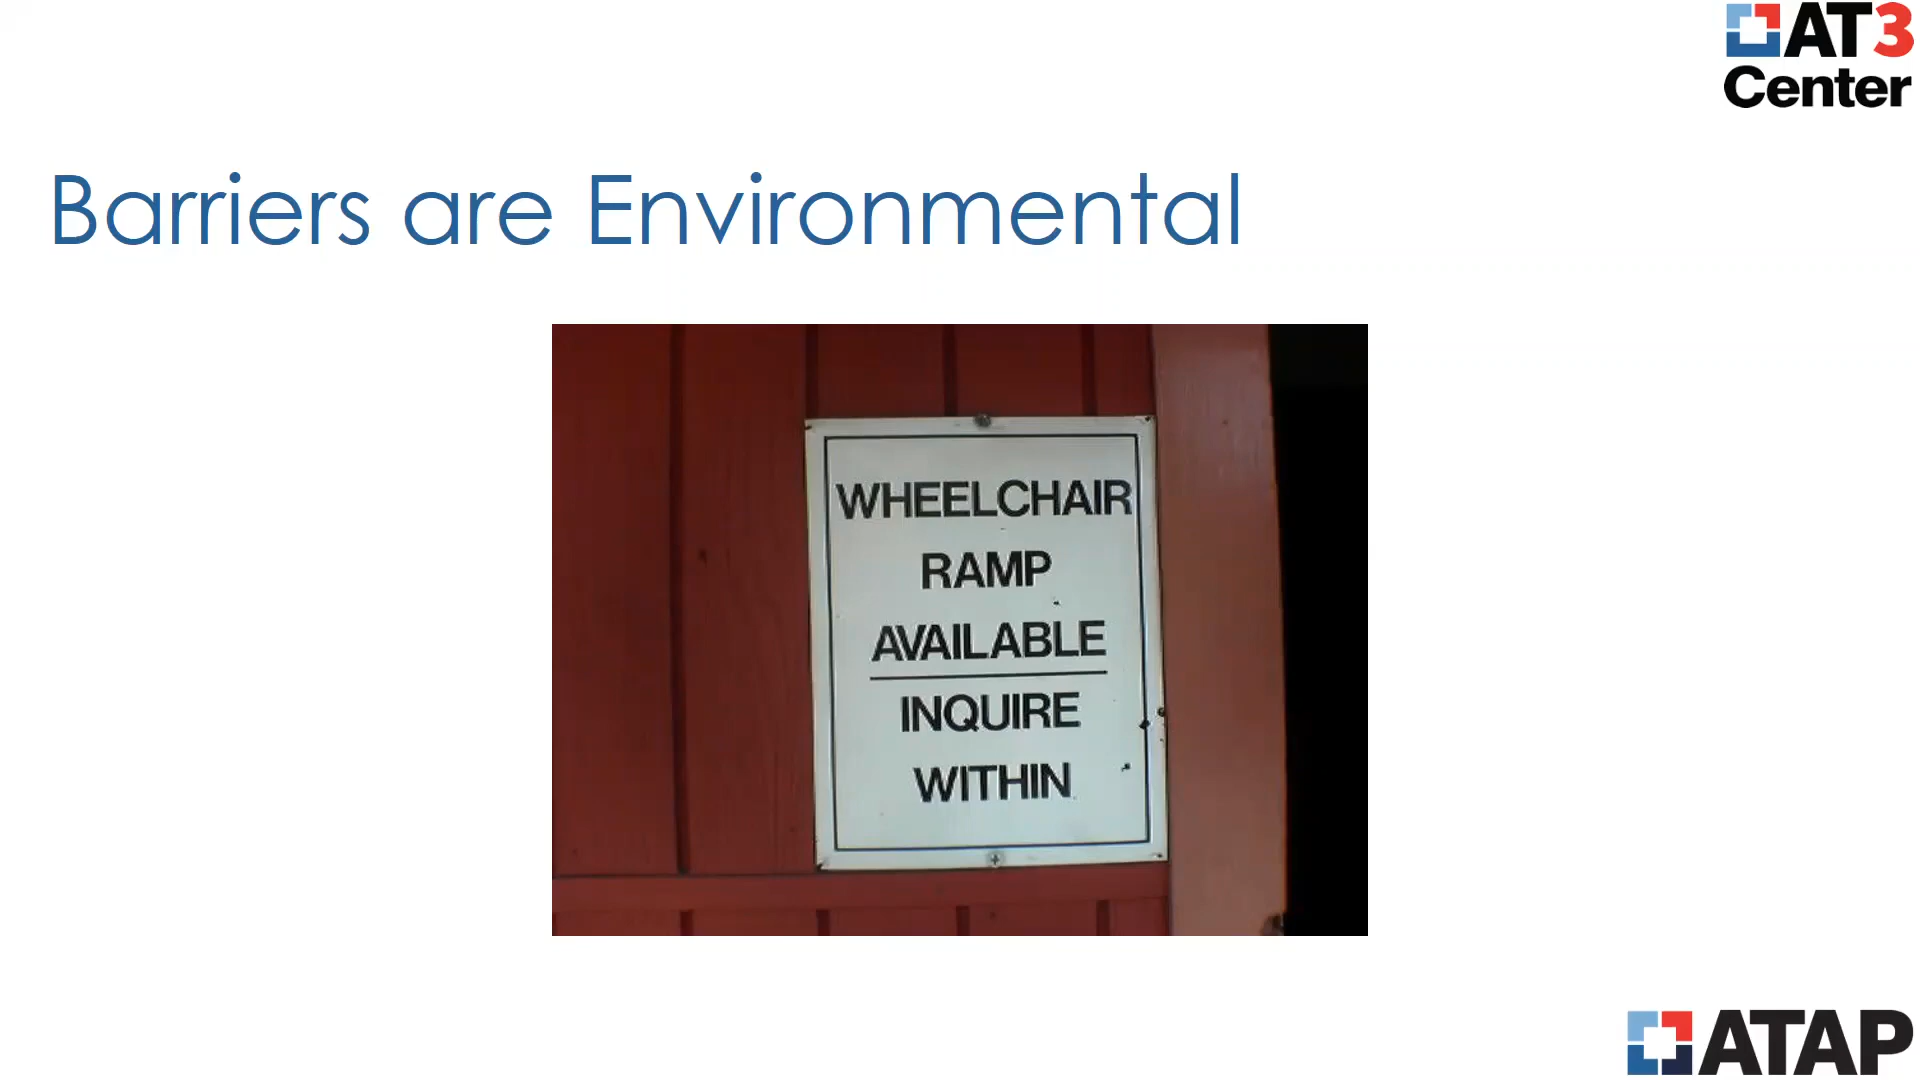 AT3
Center
Barriers are Environmental
WHEELCHAIR
RAMP
AVAILABLE
INQUIRE
WITHIN
ATAP